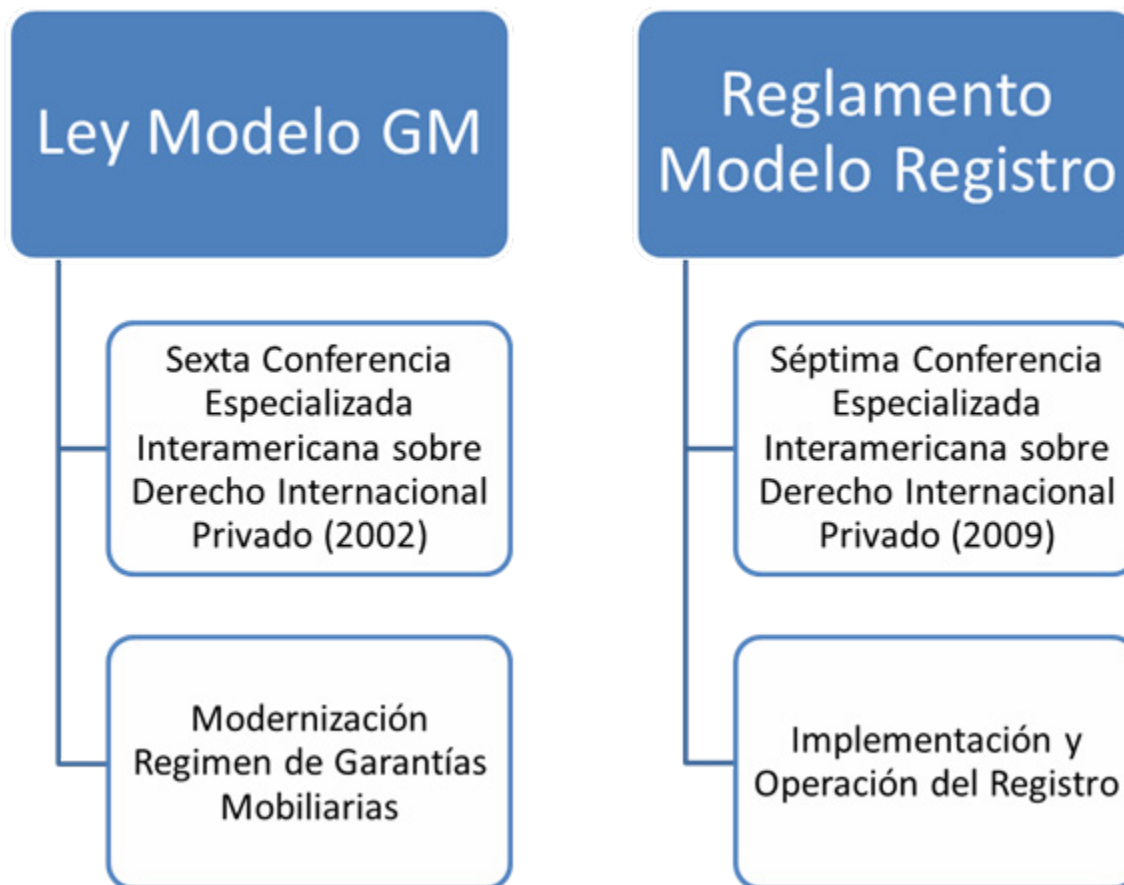 Ley Modelo GM
Sexta Conferencia
Especializada
Interamericana sobre
Derecho Internacional
Privado (2002)
Modernización
Regimen de Garantías
Mobiliarias
Reglamento
Modelo Registro
Séptima Conferencia
Especializada
Interamericana sobre
Derecho Internacional
Privado (2009)
Implementación y
Operación del Registro